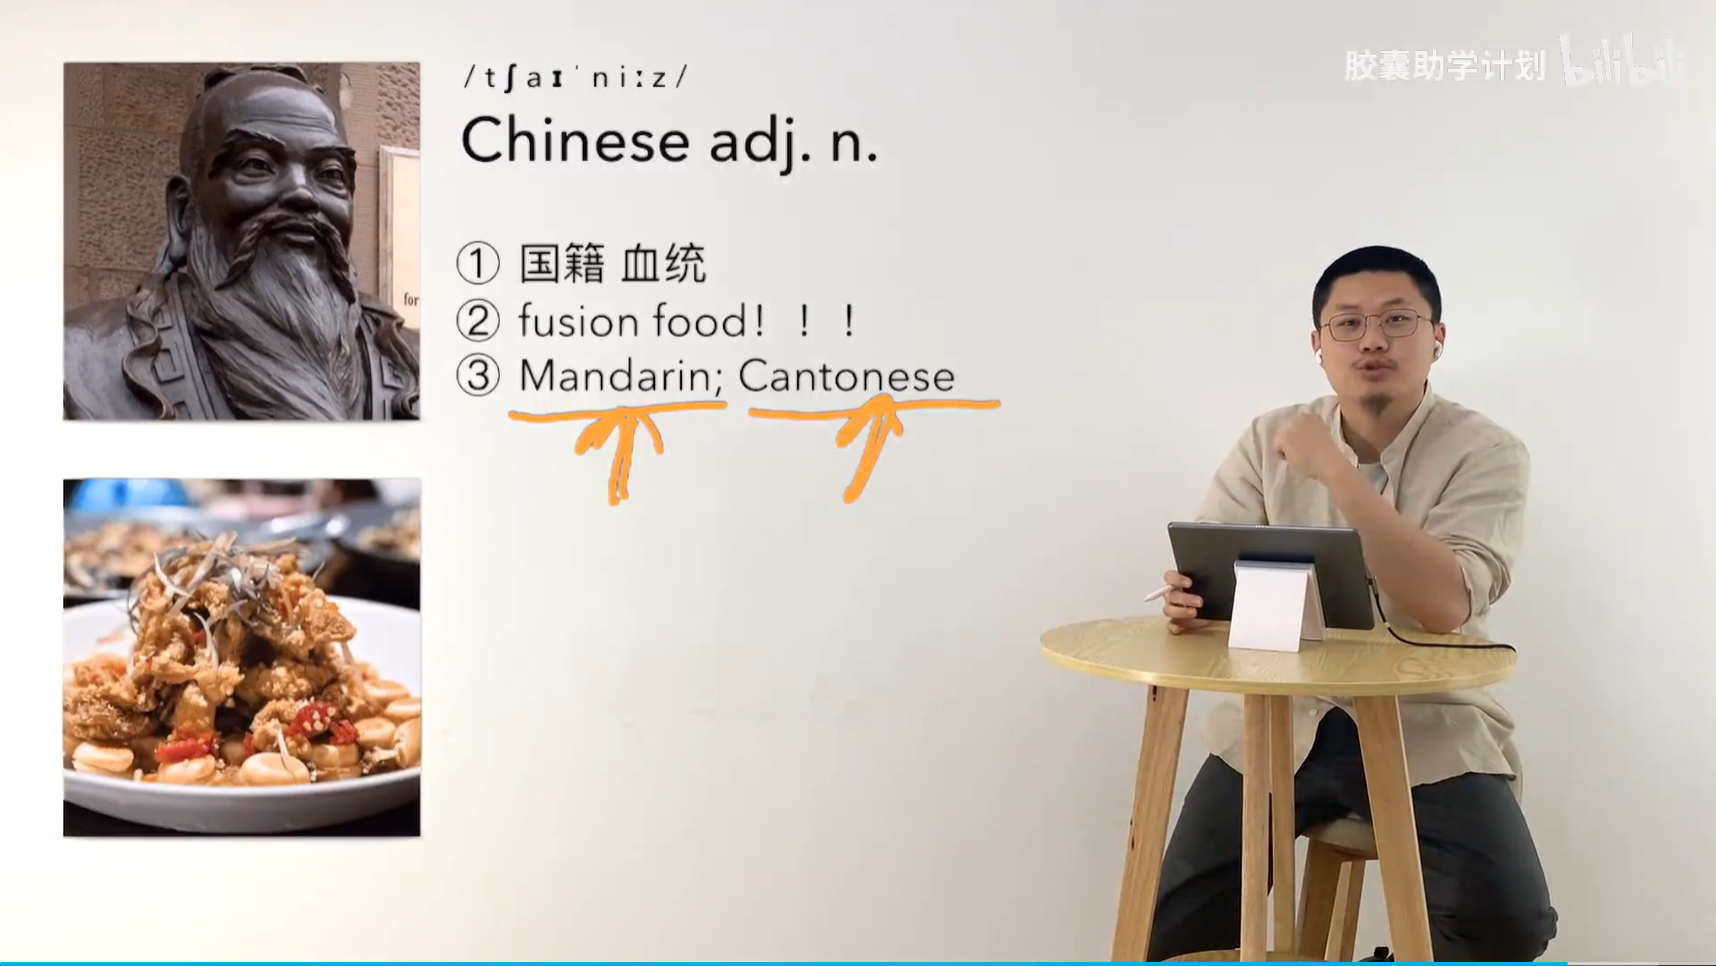 胶囊助学计划 bilibili
/tʃaɪˈniːz/
Chinese adj. n.
① 国籍 血统
② fusion food！！！
③ Mandarin; Cantonese
for